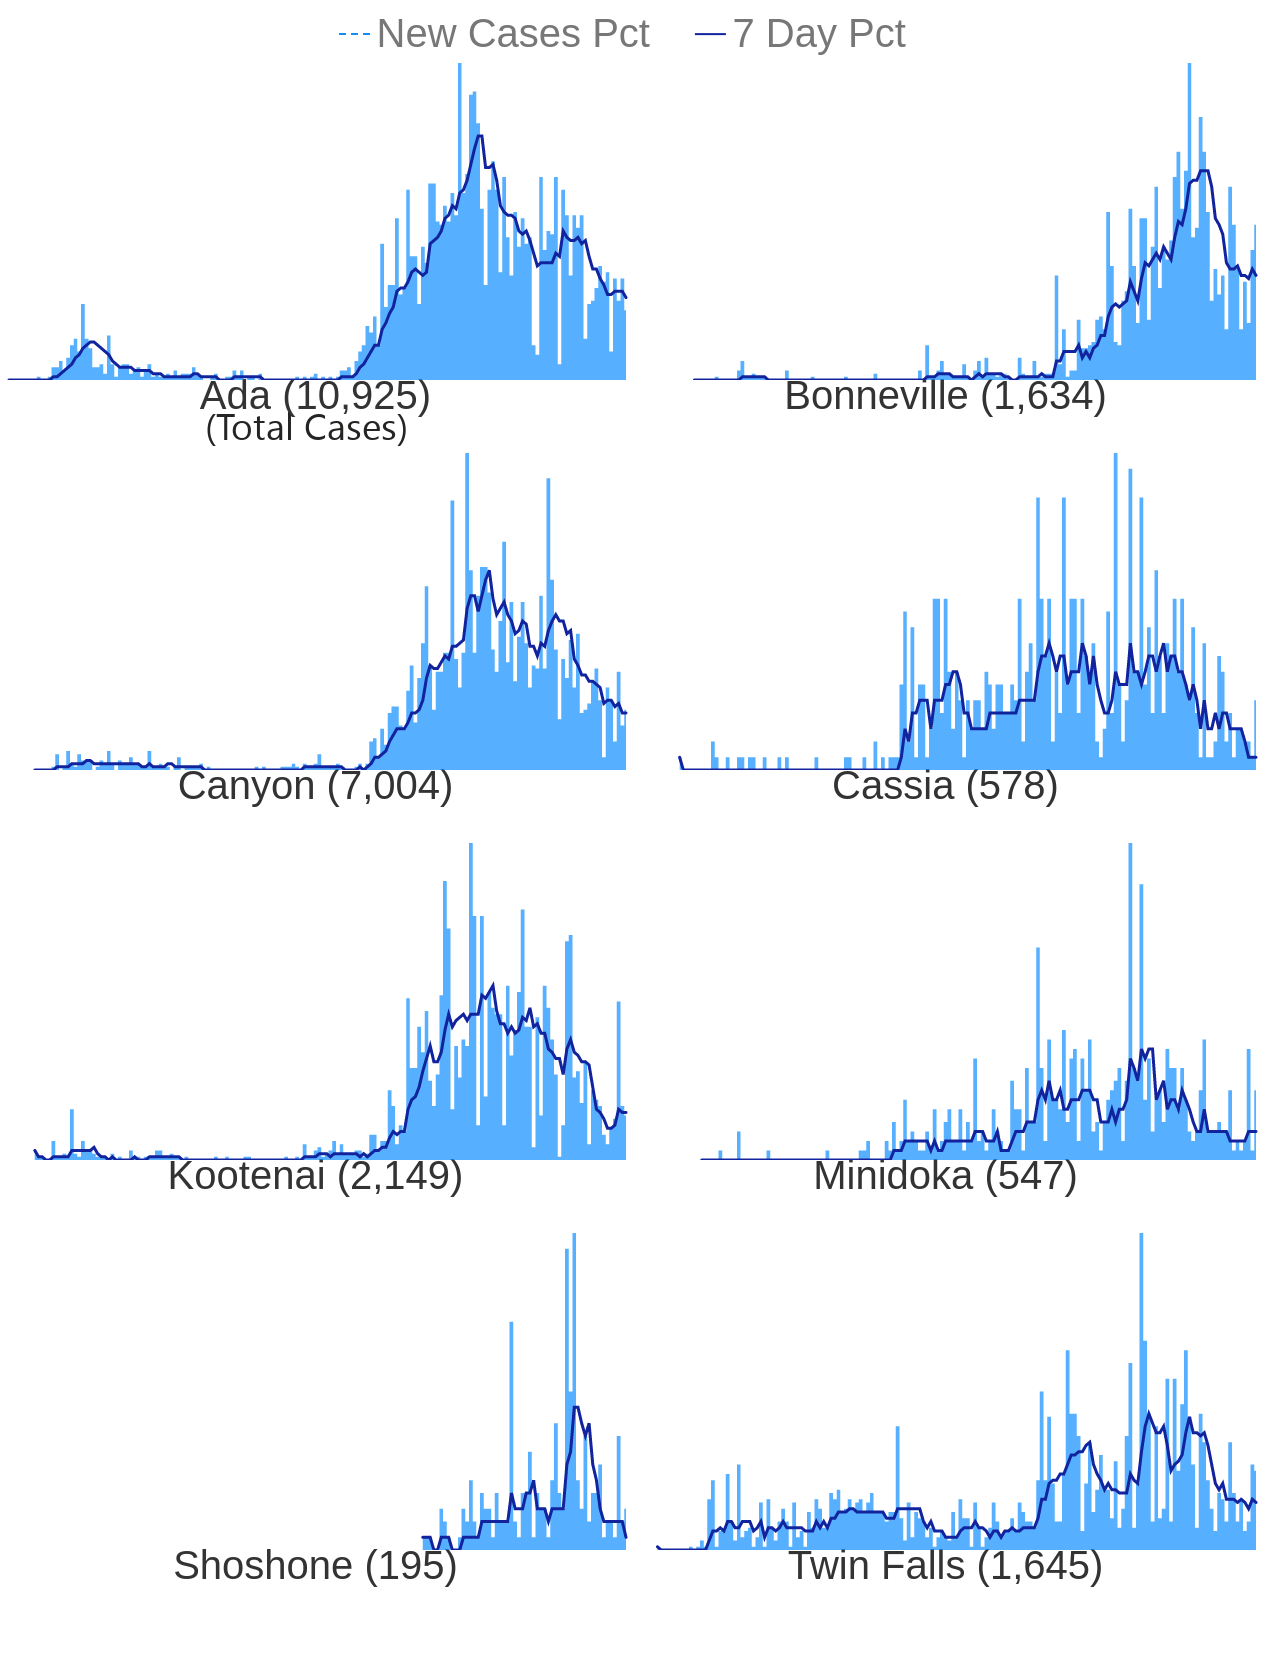 New Cases Pct 7 Day Pct
Ada (10,925) Bonneville (1,634)
(Total Cases)
Canyon (7,004) Cassia (578)
Kootenai (2,149) Minidoka (547)
Shoshone (195) Twin Falls (1,645)